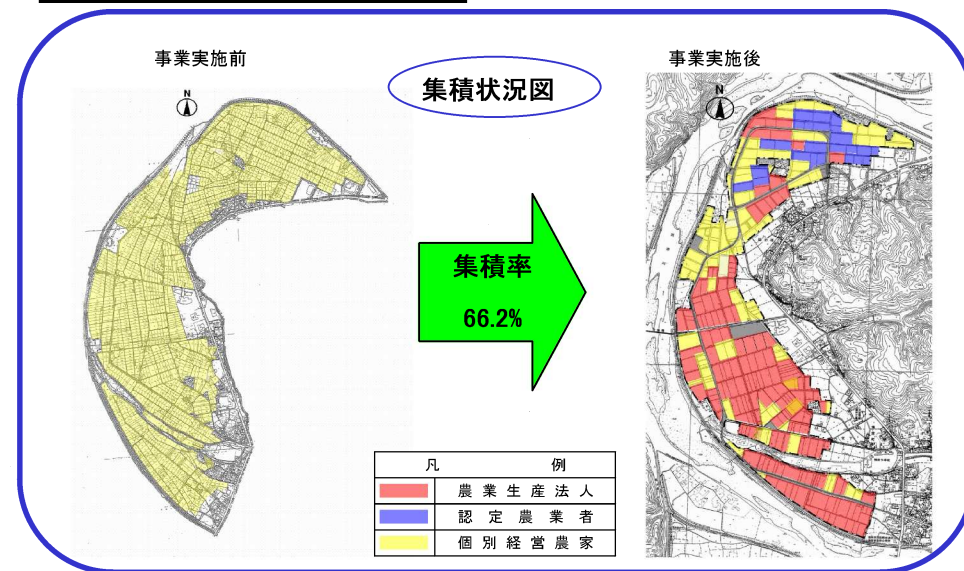 事業実施前
集積状況図
事業実施後
N
N
集積率
66.2%
凡 例
農業生産法人
認定農業者
個別経営農家